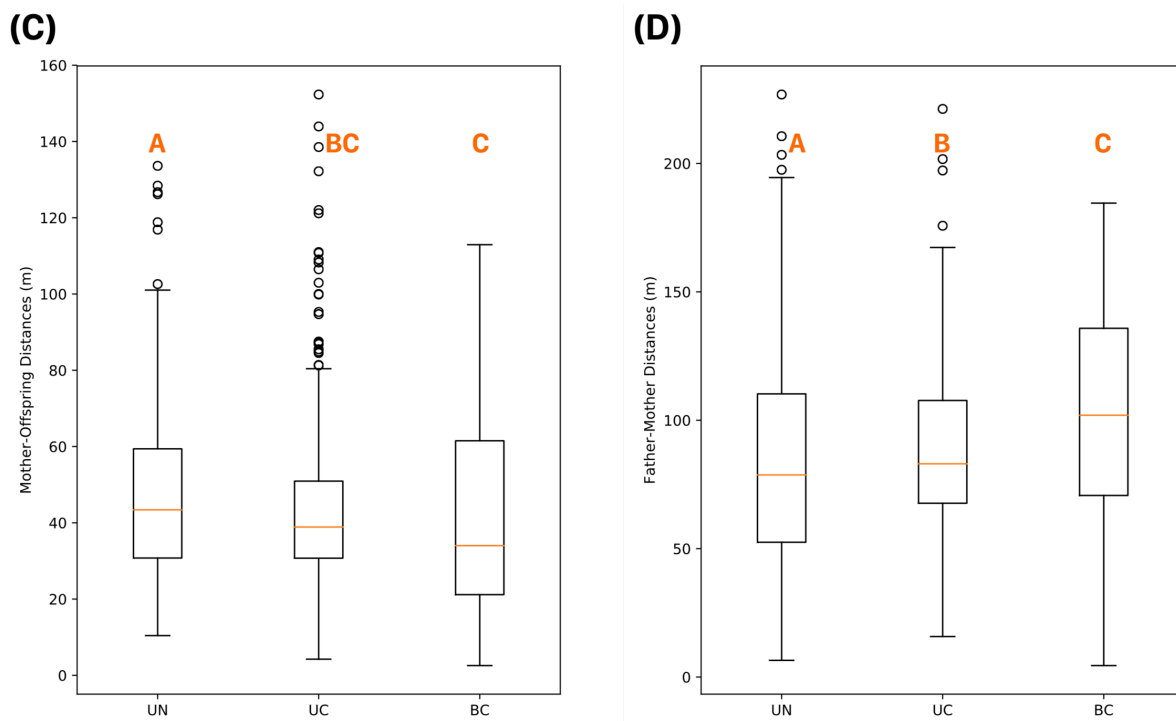 (C)
160
140
120
100
80
60
40
20
0
Mother-Offspring Distances (m)
A
BC
C
UN
UC
BC
(D)
200
150
100
50
0
Father-Mother Distances (m)
A
B
C
UN
UC
BC